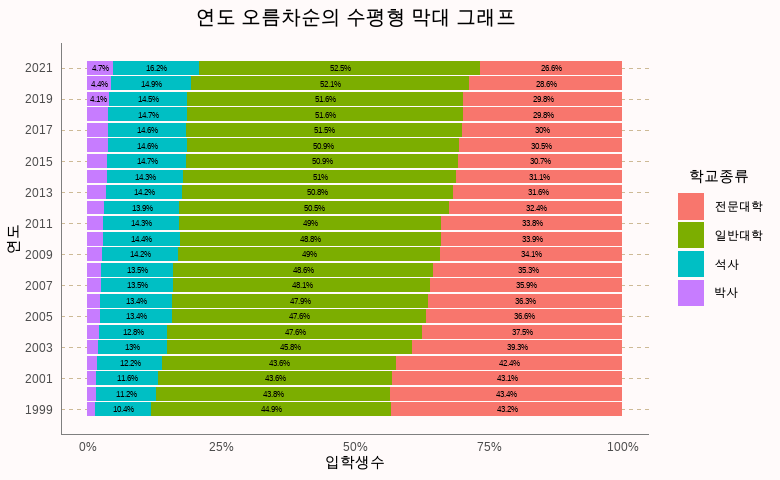 연도 오름차순의 수평형 막대 그래프
2021 4.7% 16.2% 52.5% 26.6%
4.4% 14.9% 52.1% 28.6%
2019 4.1% 14.5% 51.6% 29.8%
14.7% 51.6% 29.8%
2017 14.6% 51.5% 30%
14.6% 50.9% 30.5%
2015 14.7% 50.9% 30.7%
14.3% 51% 31.1%
2013 14.2% 50.8% 31.6%
13.9% 50.5% 32.4%
2011 14.3% 49% 33.8%
14.4% 48.8% 33.9%
2009 14.2% 49% 34.1%
13.5% 48.6% 35.3%
2007 13.5% 48.1% 35.9%
13.4% 47.9% 36.3%
2005 13.4% 47.6% 36.6%
12.8% 47.6% 37.5%
2003 13% 45.8% 39.3%
12.2% 43.6% 42.4%
2001 11.6% 43.6% 43.1%
11.2% 43.8% 43.4%
1999 10.4% 44.9% 43.2%
0% 25% 50% 75% 100%
입학생수
연도
학교종류
전문대학
일반대학
석사
박사